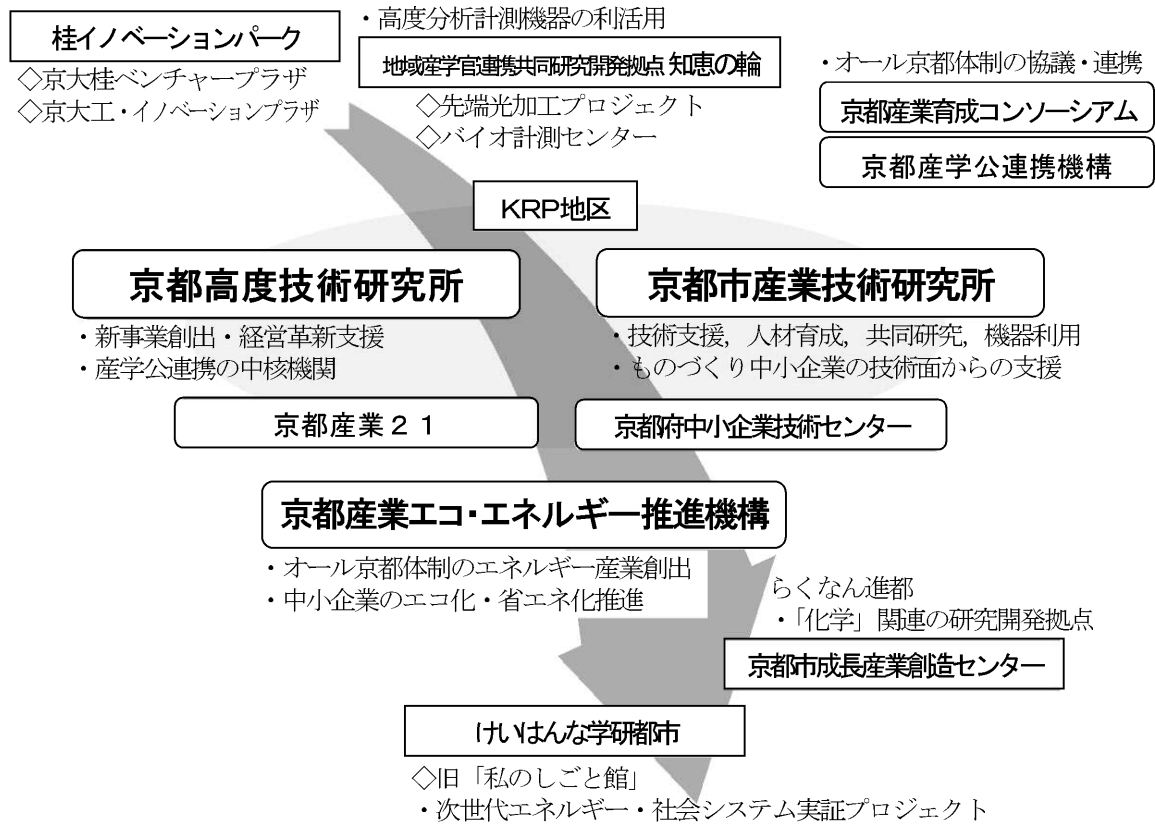 桂イノベーションパーク
◇京大桂ベンチャープラザ
◇京大工・イノベーションプラザ
・高度分析計測機器の利活用
地域産学官連携共同研究開発拠点 知恵の輪
◇先端光加工プロジェクト
◇バイオ計測センター
・オール京都体制の協議・連携
京都産業育成コンソーシアム
京都産学公連携機構
KRP地区
京都高度技術研究所
・新事業創出・経営革新支援
・産学公連携の中核機関
京都市産業技術研究所
・技術支援，人材育成，共同研究，機器利用
・ものづくり中小企業の技術面からの支援
京都産業２１
京都府中小企業技術センター
京都産業エコ・エネルギー推進機構
・オール京都体制のエネルギー産業創出
・中小企業のエコ化・省エネ化推進
らくなん進都
・「化学」関連の研究開発拠点
京都市成長産業創造センター
けいはんな学研都市
◇旧「私のしごと館」
・次世代エネルギー・社会システム実証プロジェクト